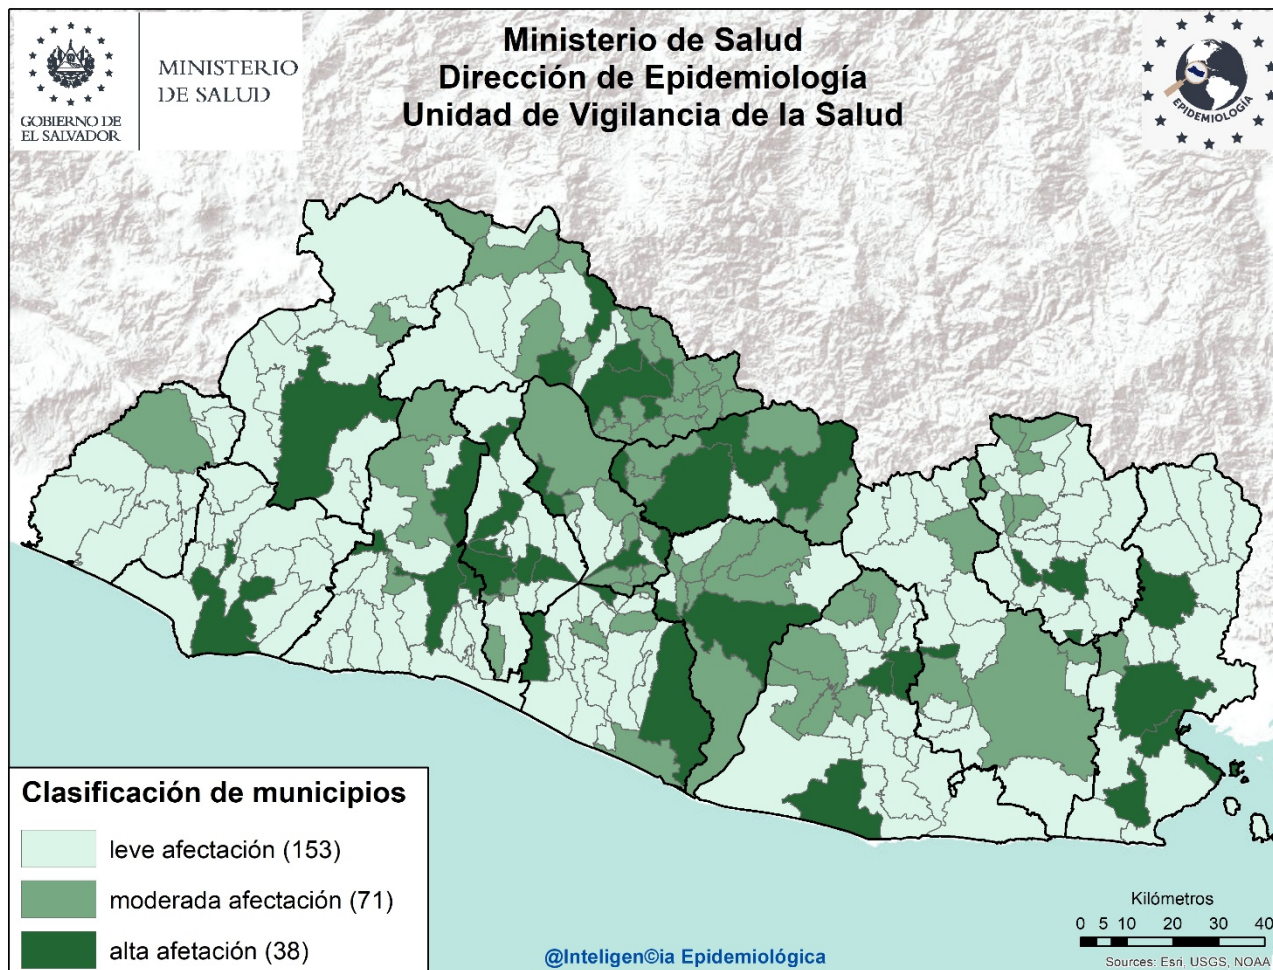 Ministerio de Salud
Dirección de Epidemiología
Unidad de Vigilancia de la Salud
MINISTERIO
DE SALUD
GOBIERNO DE
EL SALVADOR
EPIDEMIOLOGÍA
Clasificación de municipios
leve afectación (153)
moderada afectación (71)
alta afetación (38)
@Inteligen©ia Epidemiológica
Kilómetros
0 5 10 20 30 40
Sources: Esri, USGS, NOAA